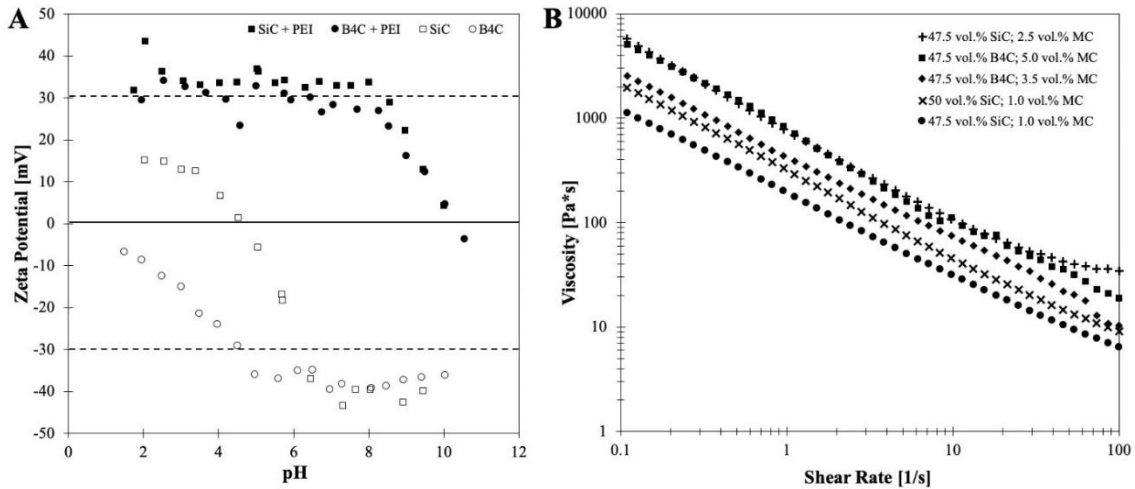 A
■ SiC + PEI ● B4C + PEI □ SiC ○ B4C
50
40
30
20
10
0
-10
-20
-30
-40
-50
Zeta Potential [mV]
0 2 4 6 8 10 12
pH
B
+ 47.5 vol.% SiC; 2.5 vol.% MC
■ 47.5 vol.% B4C; 5.0 vol.% MC
◆ 47.5 vol.% B4C; 3.5 vol.% MC
× 50 vol.% SiC; 1.0 vol.% MC
● 47.5 vol.% SiC; 1.0 vol.% MC
10000
1000
100
10
1
Viscosity [Pa*s]
0.1 1 10 100
Shear Rate [1/s]